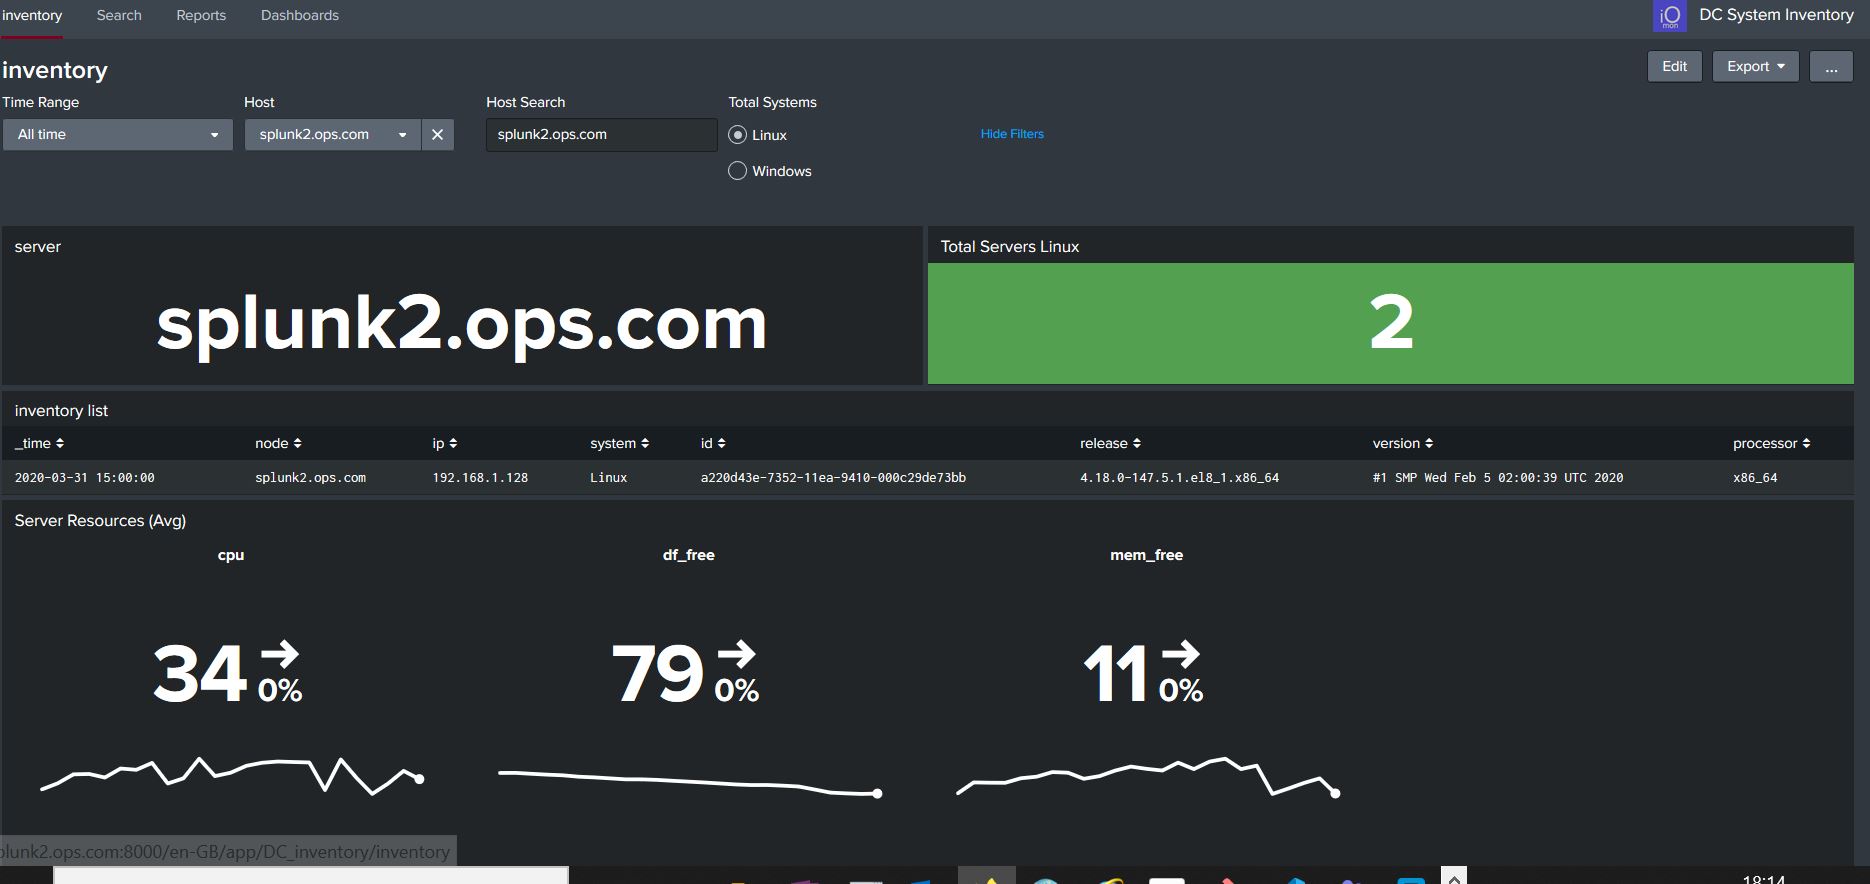 inventory Search Reports Dashboards iO mon DC System Inventory
inventory
Edit Export ...
Time Range Host Host Search Total Systems
All time splunk2.ops.com splunk2.ops.com Linux Hide Filters
Windows
server
splunk2.ops.com
Total Servers Linux
2
inventory list
_time node ip system id release version processor
2020-03-31 15:00:00 splunk2.ops.com 192.168.1.128 Linux a220d43e-7352-11ea-9410-000c29de73bb 4.18.0-147.5.1.el8_1.x86_64 #1 SMP Wed Feb 5 02:00:39 UTC 2020 x86_64
Server Resources (Avg)
cpu df_free mem_free
34 0% 79 0% 11 0%
plunk2.ops.com:8000/en-GB/app/DC_inventory/inventory
18:14